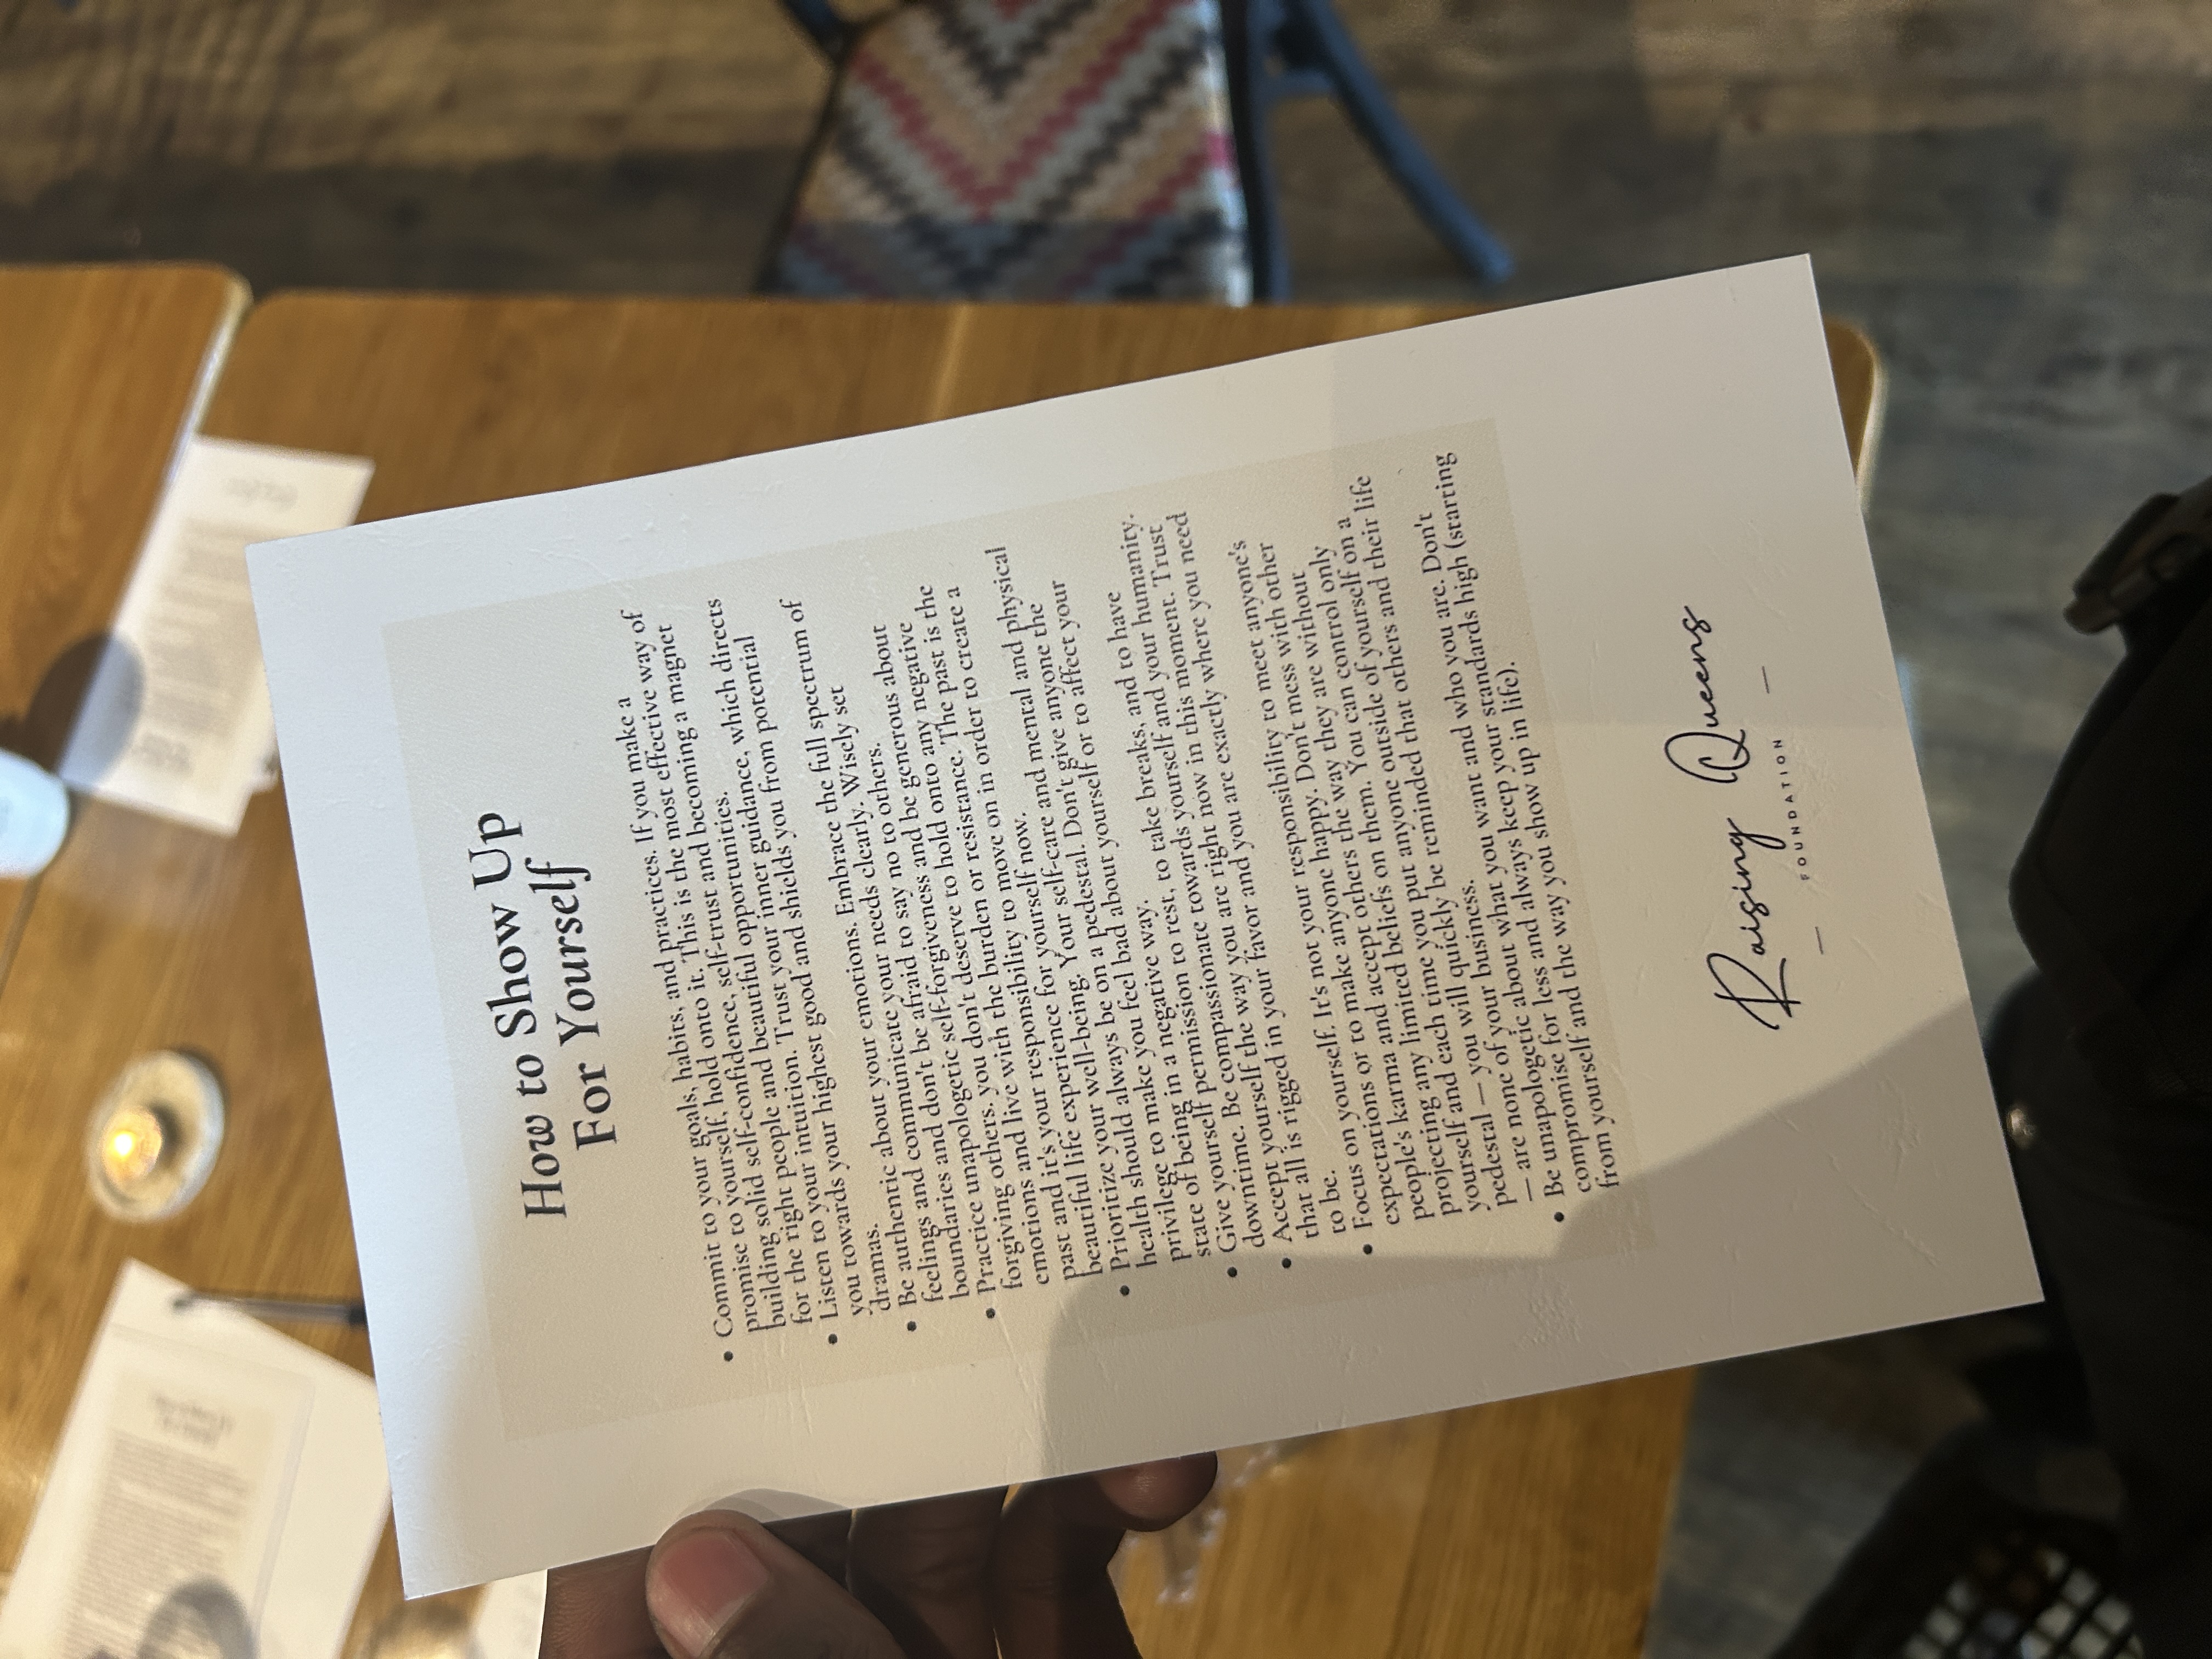 How to Show Up
For Yourself
• Commit to your goals, habits, and practices. If you make a
promise to yourself, hold onto it. This is the most effective way of
building solid self-confidence, self-trust and becoming a magnet
for the right people and beautiful opportunities.
• Listen to your intuition. Trust your inner guidance, which directs
you towards your highest good and shields you from potential
dramas.
• Be authentic about your emotions. Embrace the full spectrum of
feelings and communicate your needs clearly. Wisely set
boundaries and don't be afraid to say no to others.
• Practice unapologetic self-forgiveness and be generous about
forgiving others. you don't deserve to hold onto any negative
emotions and live with the burden or resistance. The past is the
past and it's your responsibility to move on in order to create a
beautiful life experience for yourself now.
• Prioritize your well-being. Your self-care and mental and physical
health should always be on a pedestal. Don't give anyone the
privilege to make you feel bad about yourself or to affect your
state of being in a negative way.
• Give yourself permission to rest, to take breaks, and to have
downtime. Be compassionate towards yourself and your humanity.
• Accept yourself the way you are right now in this moment. Trust
that all is rigged in your favor and you are exactly where you need
to be.
• Focus on yourself. It's not your responsibility to meet anyone's
expectations or to make anyone happy. Don't mess with other
people's karma and accept others the way they are without
projecting any limited beliefs on them. You can control only
yourself and each time you put anyone outside of yourself on a
pedestal — you will quickly be reminded that others and their life
— are none of your business.
• Be unapologetic about what you want and who you are. Don't
compromise for less and always keep your standards high (starting
from yourself and the way you show up in life).
Raising Queens
— FOUNDATION —